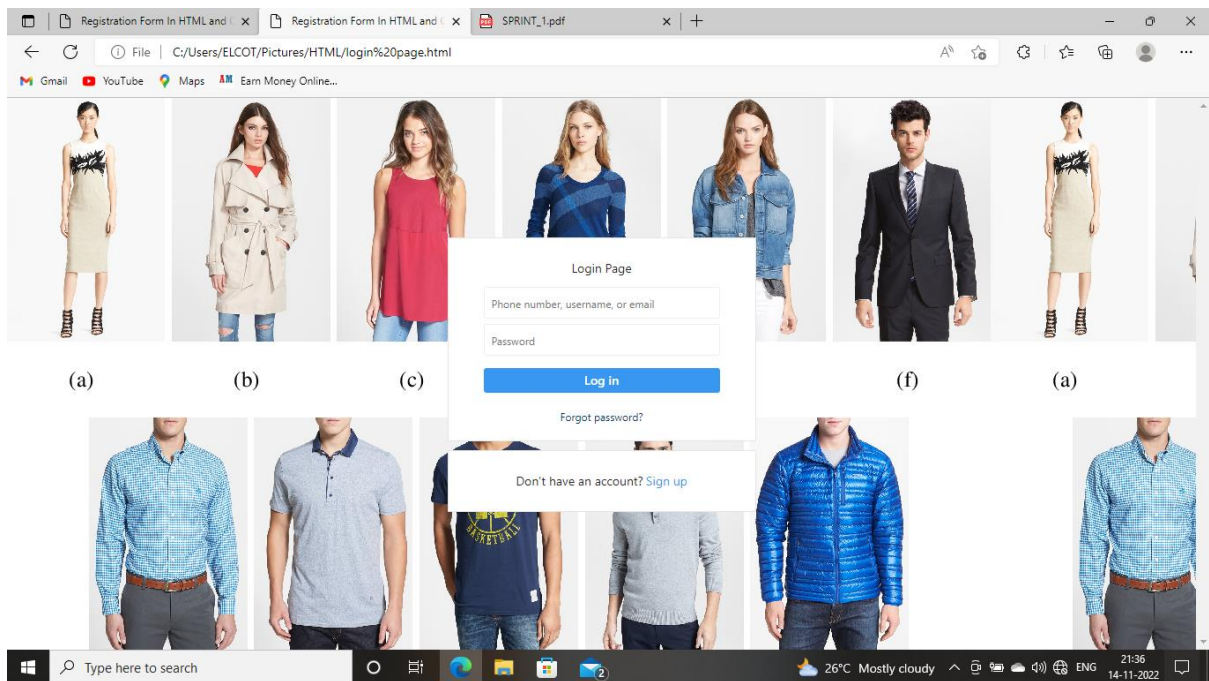 Registration Form In HTML and C
Registration Form In HTML and C
SPRINT_1.pdf
File | C:/Users/ELCOT/Pictures/HTML/login%20page.html
Gmail YouTube Maps AM Earn Money Online...
Login Page
Phone number, username, or email
Password
(a) (b) (c) Log in (f) (a)
Forgot password?
Don't have an account? Sign up
BASKETBALL
Type here to search
2
26°C Mostly cloudy ENG 21:36
14-11-2022